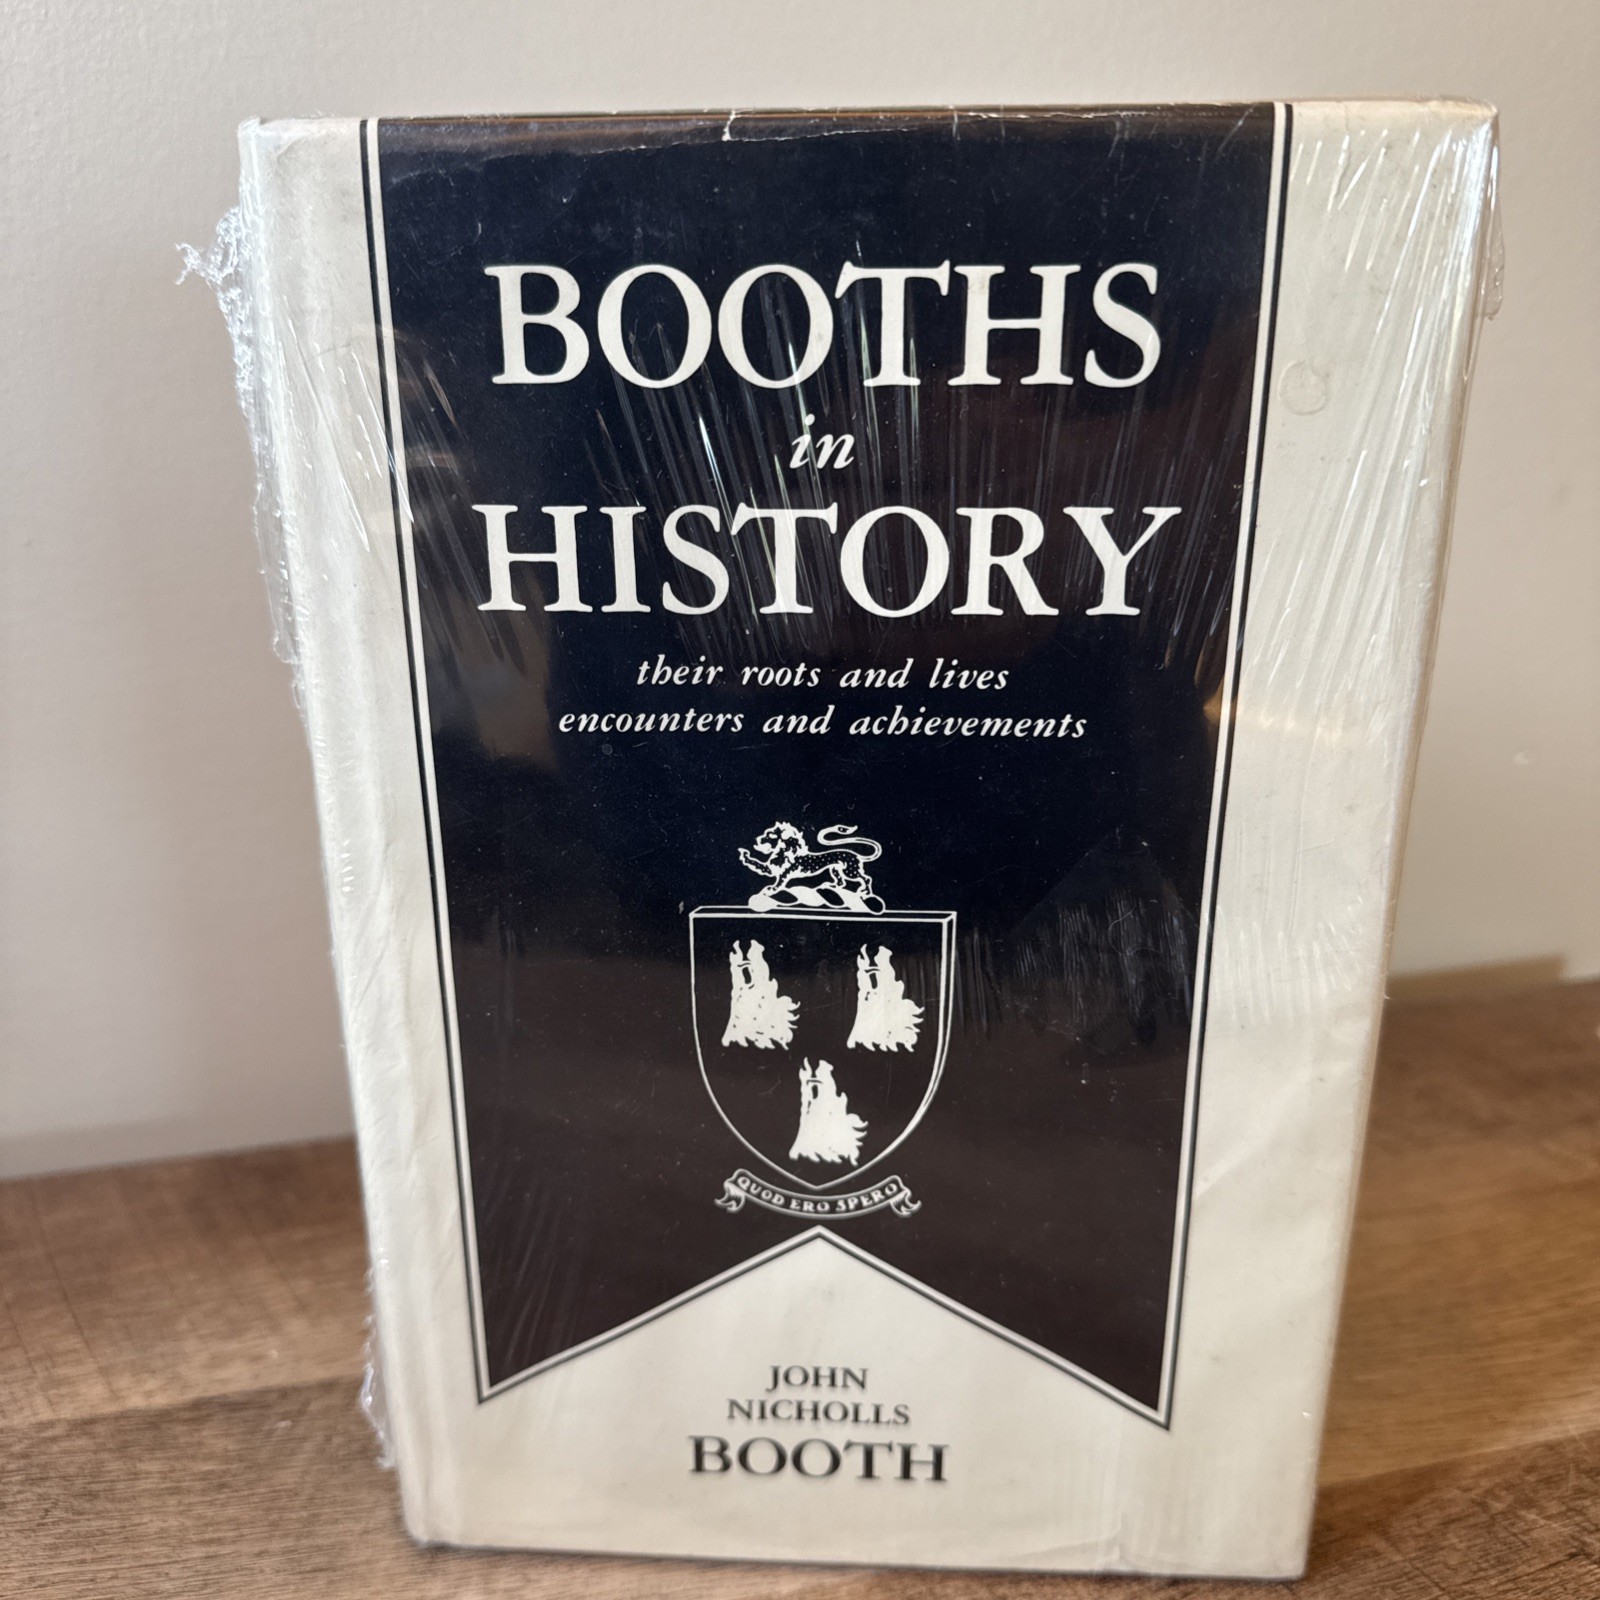 BOOTHS
in
HISTORY
their roots and lives
encounters and achievements
QUOD ERO SPERO
JOHN
NICHOLLS
BOOTH